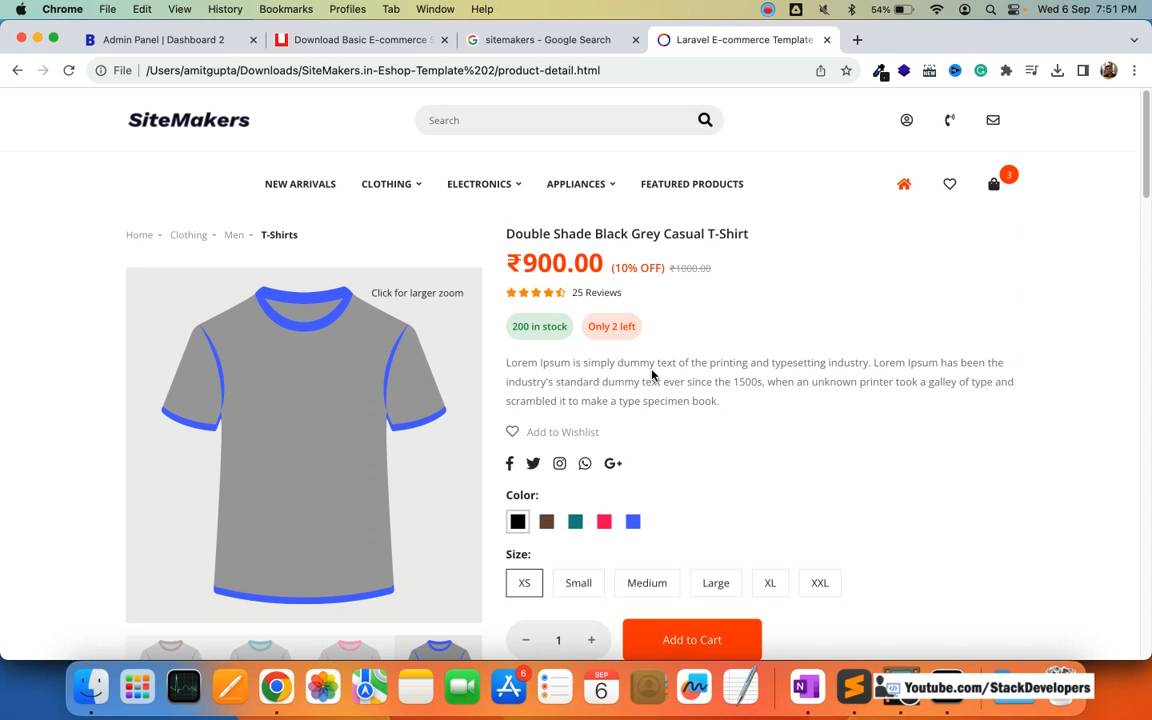 Chrome File Edit View History Bookmarks Profiles Tab Window Help 54% Wed 6 Sep 7:51 PM
Admin Panel | Dashboard 2 Download Basic E-commerce S sitemakers - Google Search Laravel E-commerce Template
File /Users/amitgupta/Downloads/SiteMakers.in-Eshop-Template%202/product-detail.html
SiteMakers Search
NEW ARRIVALS CLOTHING ELECTRONICS APPLIANCES FEATURED PRODUCTS 3
Home - Clothing - Men - T-Shirts
Double Shade Black Grey Casual T-Shirt
₹900.00 (10% OFF) ₹1000.00
Click for larger zoom
25 Reviews
200 in stock Only 2 left
Lorem Ipsum is simply dummy text of the printing and typesetting industry. Lorem Ipsum has been the
industry's standard dummy text ever since the 1500s, when an unknown printer took a galley of type and
scrambled it to make a type specimen book.
Add to Wishlist
G+
Color:
Size:
XS Small Medium Large XL XXL
− 1 + Add to Cart
6
SEP
6
Youtube.com/StackDevelopers